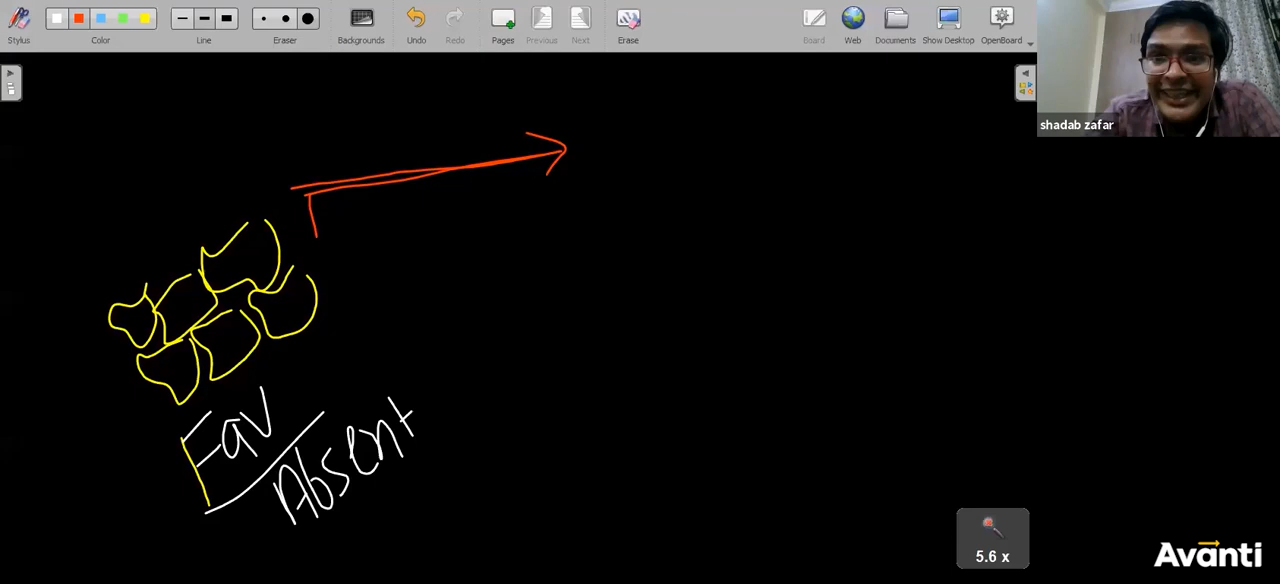 Stylus
Color
Line
Eraser
Backgrounds
Undo
Redo
Pages
Previous
Next
Erase
Board
Web
Documents
Show Desktop
OpenBoard
shadab zafar
Fav
Absent
5.6 x
Avanti